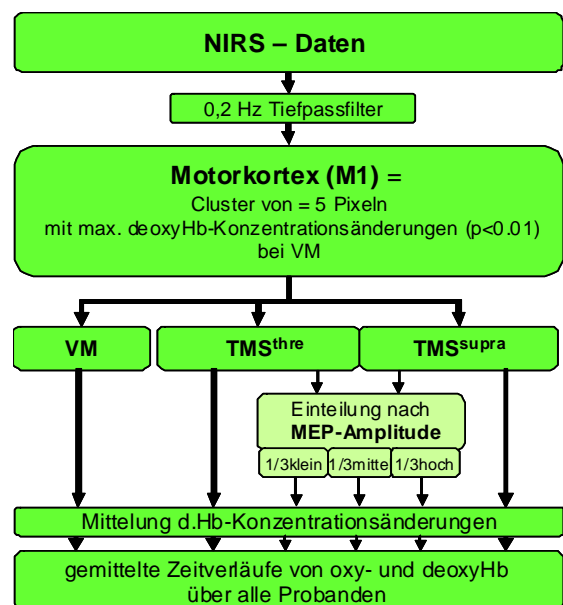 NIRS – Daten
0,2 Hz Tiefpassfilter
Motorkortex (M1) =
Cluster von = 5 Pixeln
mit max. deoxyHb-Konzentrationsänderungen (p<0.01)
bei VM
VM
TMSthre
TMSsupra
Einteilung nach
MEP-Amplitude
1/3klein
1/3mitte
1/3hoch
Mittelung d.Hb-Konzentrationsänderungen
gemittelte Zeitverläufe von oxy- und deoxyHb
über alle Probanden